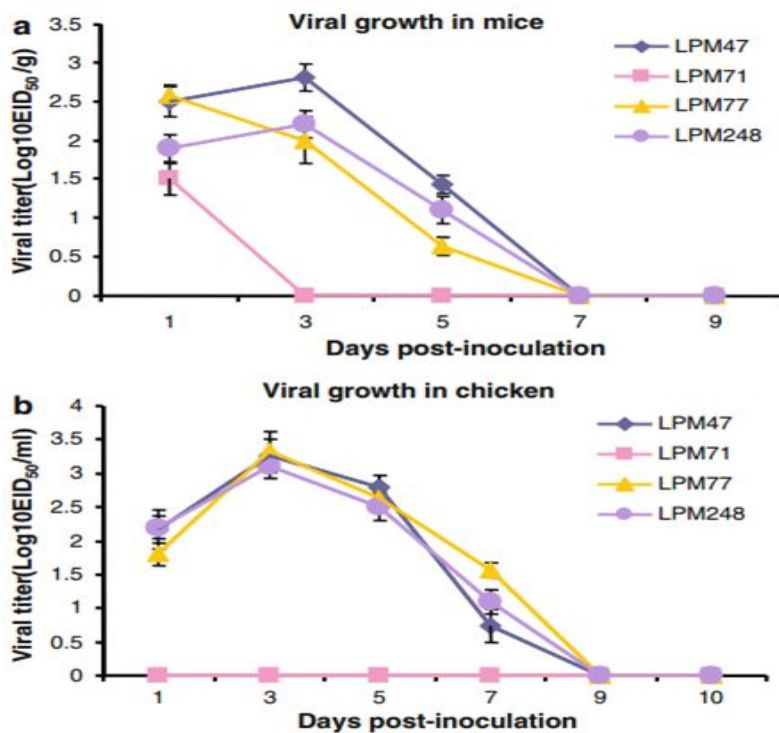 a
Viral growth in mice
Viral titer(Log10EID50/g)
3.5
3
2.5
2
1.5
1
0.5
0
1 3 5 7 9
Days post-inoculation
LPM47
LPM71
LPM77
LPM248
b
Viral growth in chicken
Viral titer(Log10EID50/ml)
4
3.5
3
2.5
2
1.5
1
0.5
0
1 3 5 7 9 10
Days post-inoculation
LPM47
LPM71
LPM77
LPM248